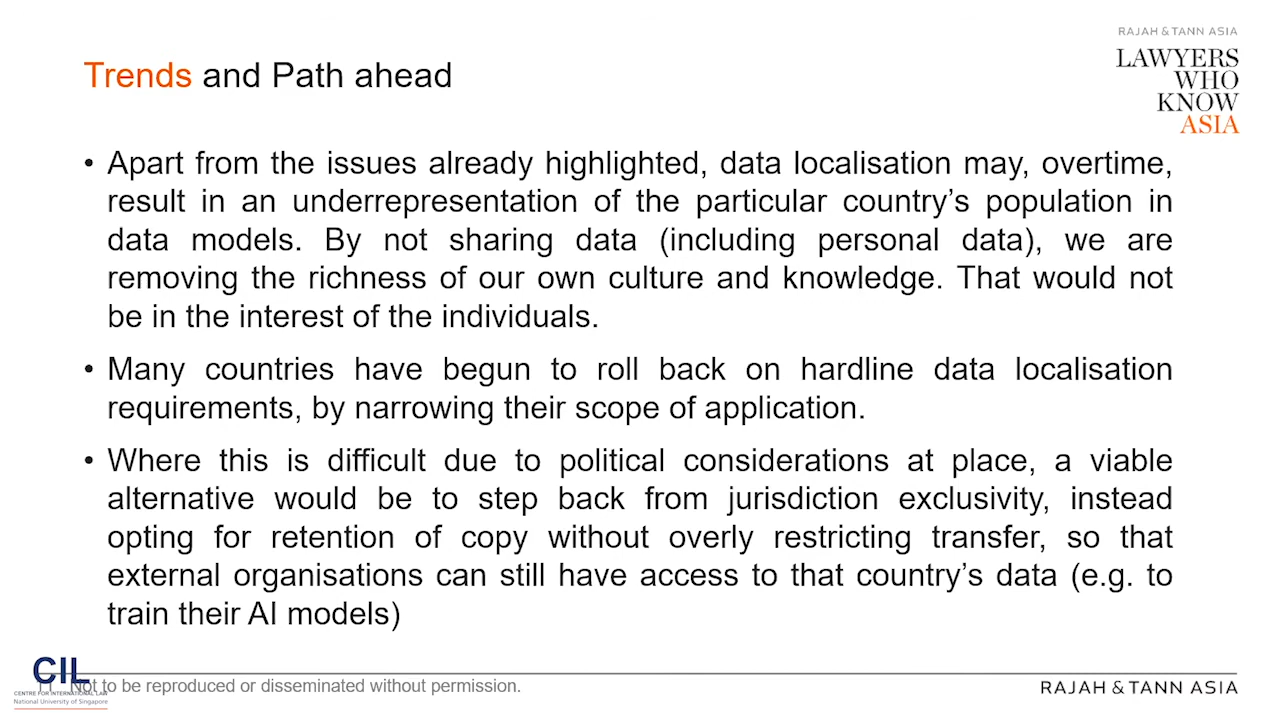 RAJAH & TANN ASIA
LAWYERS
WHO
KNOW
ASIA
Trends and Path ahead
• Apart from the issues already highlighted, data localisation may, overtime,
result in an underrepresentation of the particular country’s population in
data models. By not sharing data (including personal data), we are
removing the richness of our own culture and knowledge. That would not
be in the interest of the individuals.
• Many countries have begun to roll back on hardline data localisation
requirements, by narrowing their scope of application.
• Where this is difficult due to political considerations at place, a viable
alternative would be to step back from jurisdiction exclusivity, instead
opting for retention of copy without overly restricting transfer, so that
external organisations can still have access to that country’s data (e.g. to
train their AI models)
CIL
CENTRE FOR INTERNATIONAL LAW
National University of Singapore
Not to be reproduced or disseminated without permission.
RAJAH & TANN ASIA